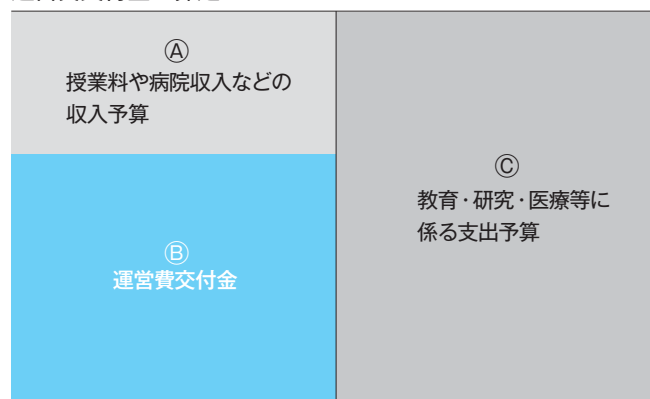 Ⓐ
授業料や病院収入などの
収入予算
Ⓑ
運営費交付金
Ⓒ
教育・研究・医療等に
係る支出予算